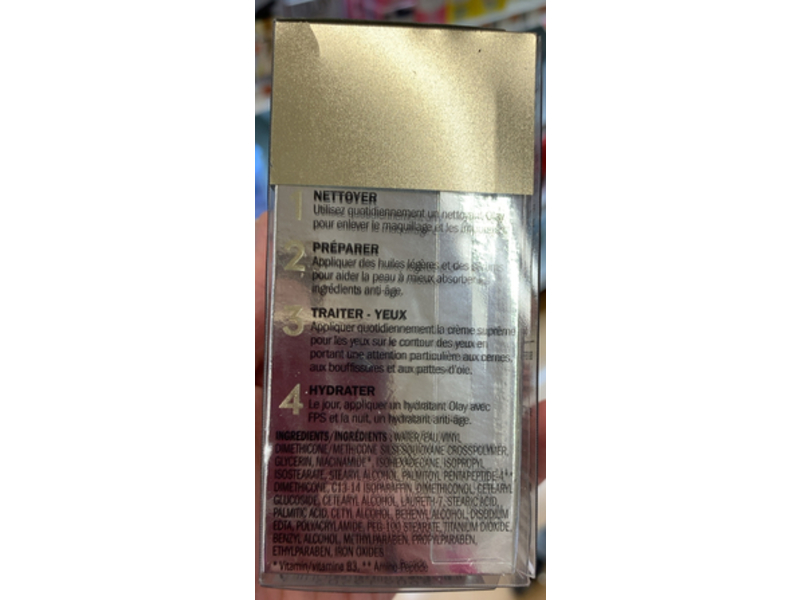 1 NETTOYER
Utilisez quotidiennement un nettoyant Olay
pour enlever le maquillage et les
2 PRÉPARER
Appliquer des huiles légères et des
pour aider la peau à mieux absorber
ingrédients anti-âge.
3 TRAITER - YEUX
Appliquer quotidiennement la crème suprême
pour les yeux sur le contour des yeux en
portant une attention particulière aux cernes,
aux bouffissures et aux pattes-d'oie.
4 HYDRATER
Le jour, appliquer un hydratant Olay avec
FPS et la nuit, un hydratant anti-âge.
INGREDIENTS/INGRÉDIENTS : WATER/EAU, VINYL
DIMETHICONE/METHICONE SILSESQUIOXANE CROSSPOLYMER,
GLYCERIN, NIACINAMIDE*, ISOHEXADECANE, ISOPROPYL
ISOSTEARATE, STEARYL ALCOHOL, PALMITOYL PENTAPEPTIDE-4**,
DIMETHICONE, C13-14 ISOPARAFFIN, DIMETHICONOL, CETEARYL
GLUCOSIDE, CETEARYL ALCOHOL, LAURETH-7, STEARIC ACID,
PALMITIC ACID, CETYL ALCOHOL, BEHENYL ALCOHOL, DISODIUM
EDTA, POLYACRYLAMIDE, PEG-100 STEARATE, TITANIUM DIOXIDE,
BENZYL ALCOHOL, METHYLPARABEN, PROPYLPARABEN,
ETHYLPARABEN, IRON OXIDES.
* Vitamin/vitamine B3, ** Amino-Peptide